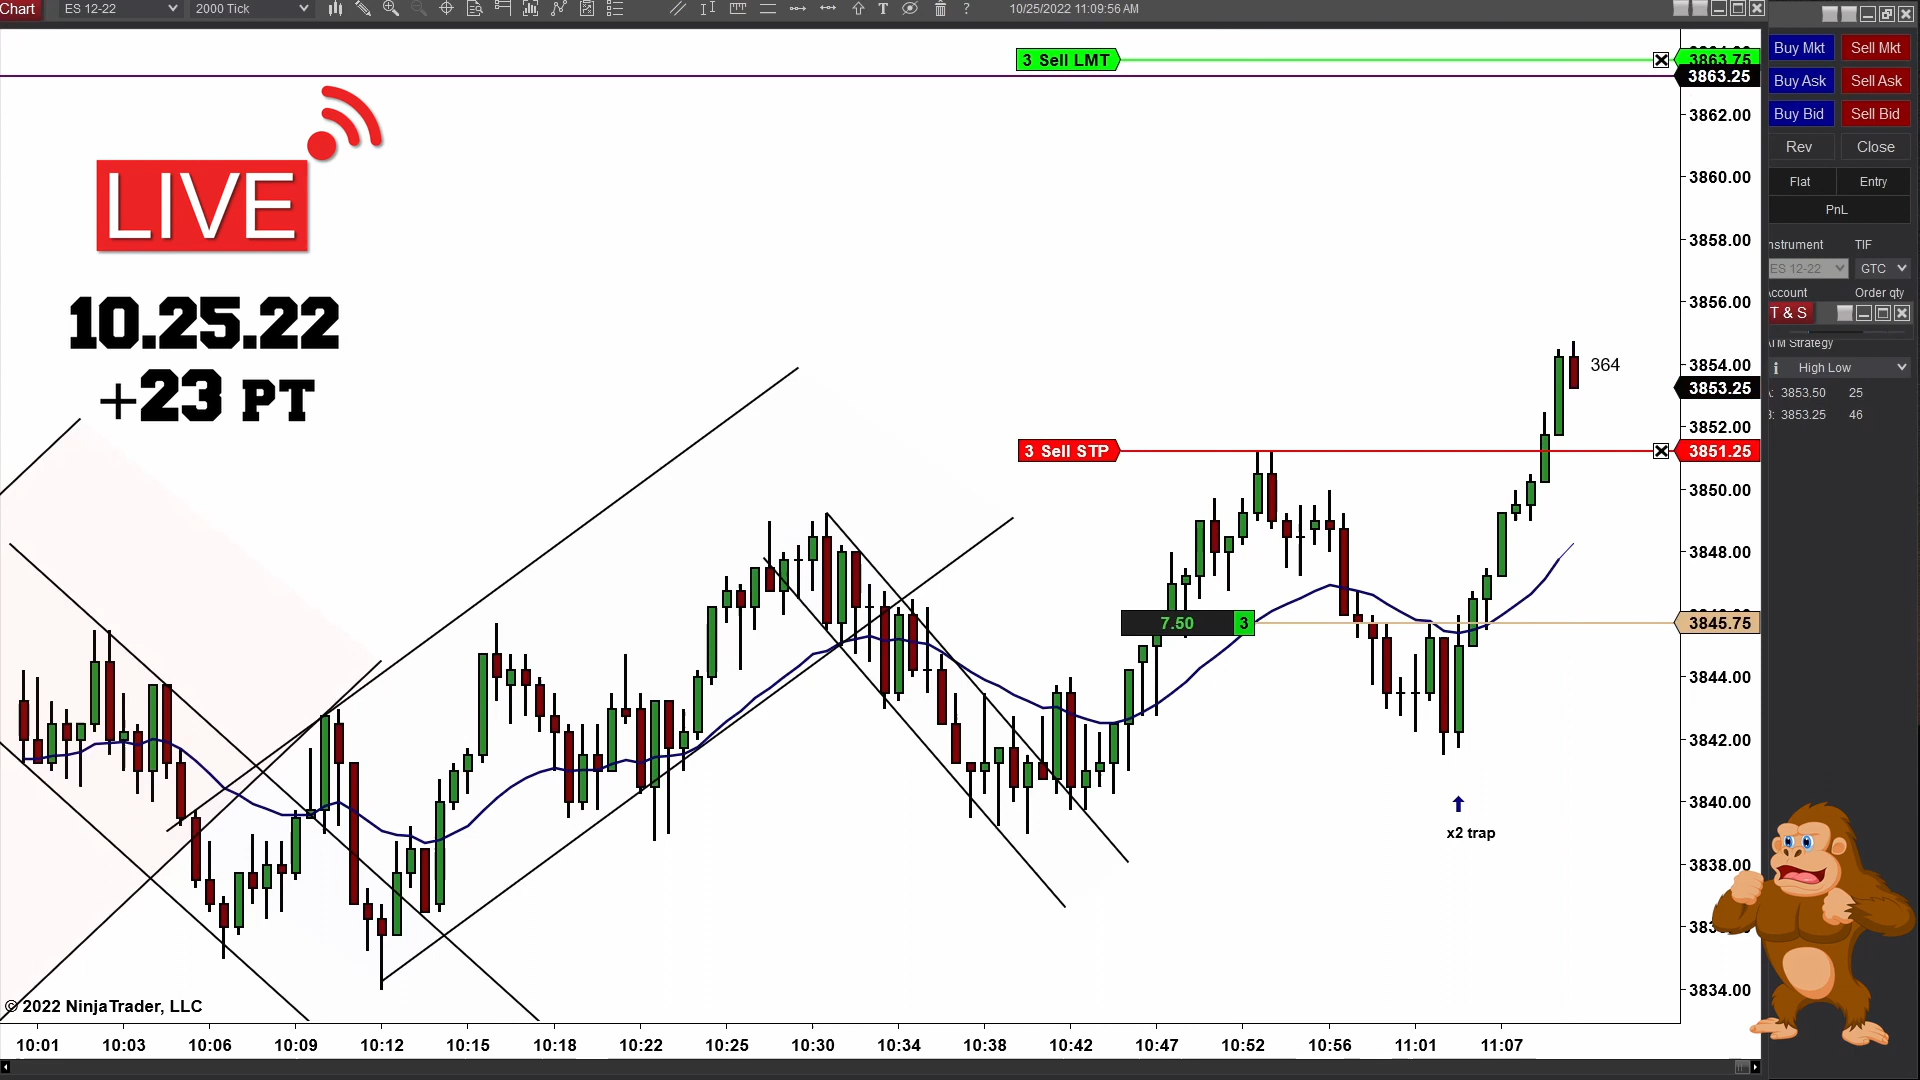 Chart ES 12-22 2000 Tick T ? 10/25/2022 11:09:56 AM
3 Sell LMT
3863.75
3863.25
3862.00
3860.00
3858.00
3856.00
3854.00
3853.25
3852.00
3851.25
3850.00
3848.00
3845.75
3844.00
3842.00
3840.00
3838.00
3834.00
LIVE
10.25.22
+23 PT
364
3 Sell STP
7.50 3
x2 trap
© 2022 NinjaTrader, LLC
10:01 10:03 10:06 10:09 10:12 10:15 10:18 10:22 10:25 10:30 10:34 10:38 10:42 10:47 10:52 10:56 11:01 11:07
Buy Mkt Sell Mkt
Buy Ask Sell Ask
Buy Bid Sell Bid
Rev Close
Flat Entry
PnL
nstrument TIF
ES 12-22 GTC
Account Order qty
T & S
ATM Strategy
High Low
3853.50 25
3853.25 46